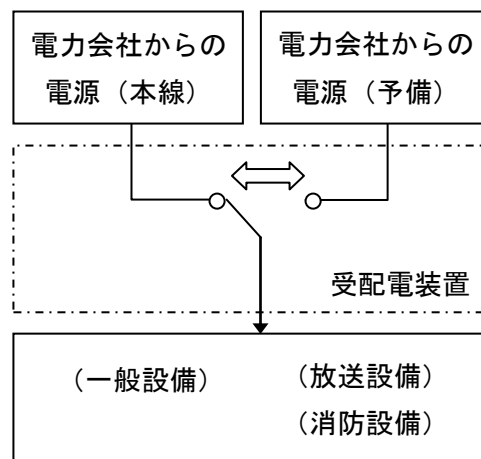 電力会社からの
電源（本線）
電力会社からの
電源（予備）
受配電装置
（一般設備）
（放送設備）
（消防設備）